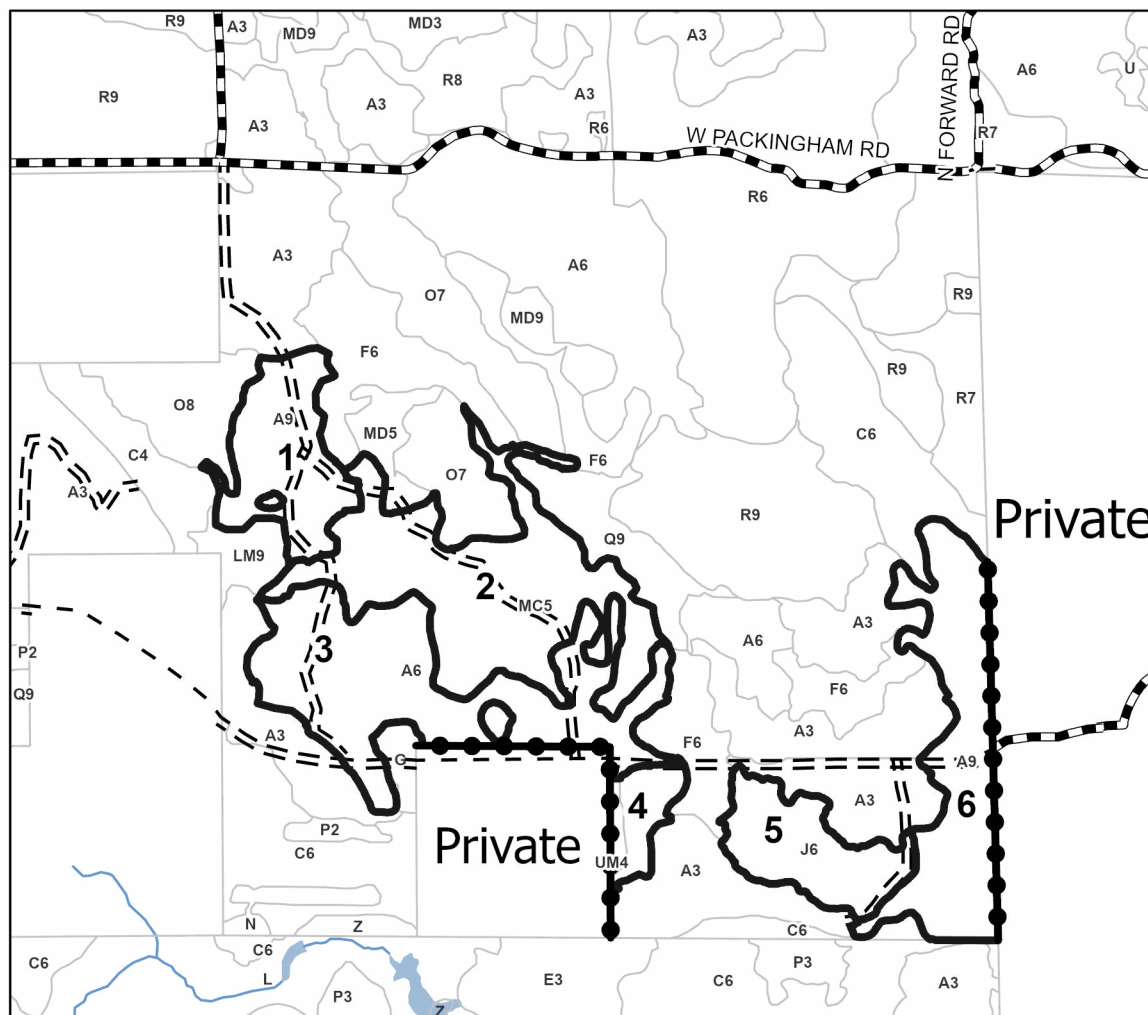 R9
A3
MD9
MD3
A3
A6
U
R9
A3
A3
R8
A3
R6
W PACKINGHAM RD
N FORWARD RD
R7
R6
A3
A6
O7
MD9
R9
F6
R9
R7
O8
A9
MD5
C6
C4
1
O7
F6
A3
R9
Private
LM9
Q9
2
MC5
P2
3
A6
A6
A3
Q9
F6
A3
G
A3
F6
A9
4
A3
6
P2
Private
5
J6
C6
UM4
A3
N
Z
C6
C6
C6
L
E3
C6
P3
A3
P3
Z